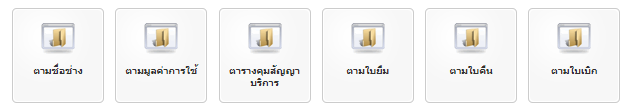 ตามชื่อช่าง
ตามมูลค่าการใช้
ตารางคุมสัญญา
บริการ
ตามใบยืม
ตามใบคืน
ตามใบเบิก